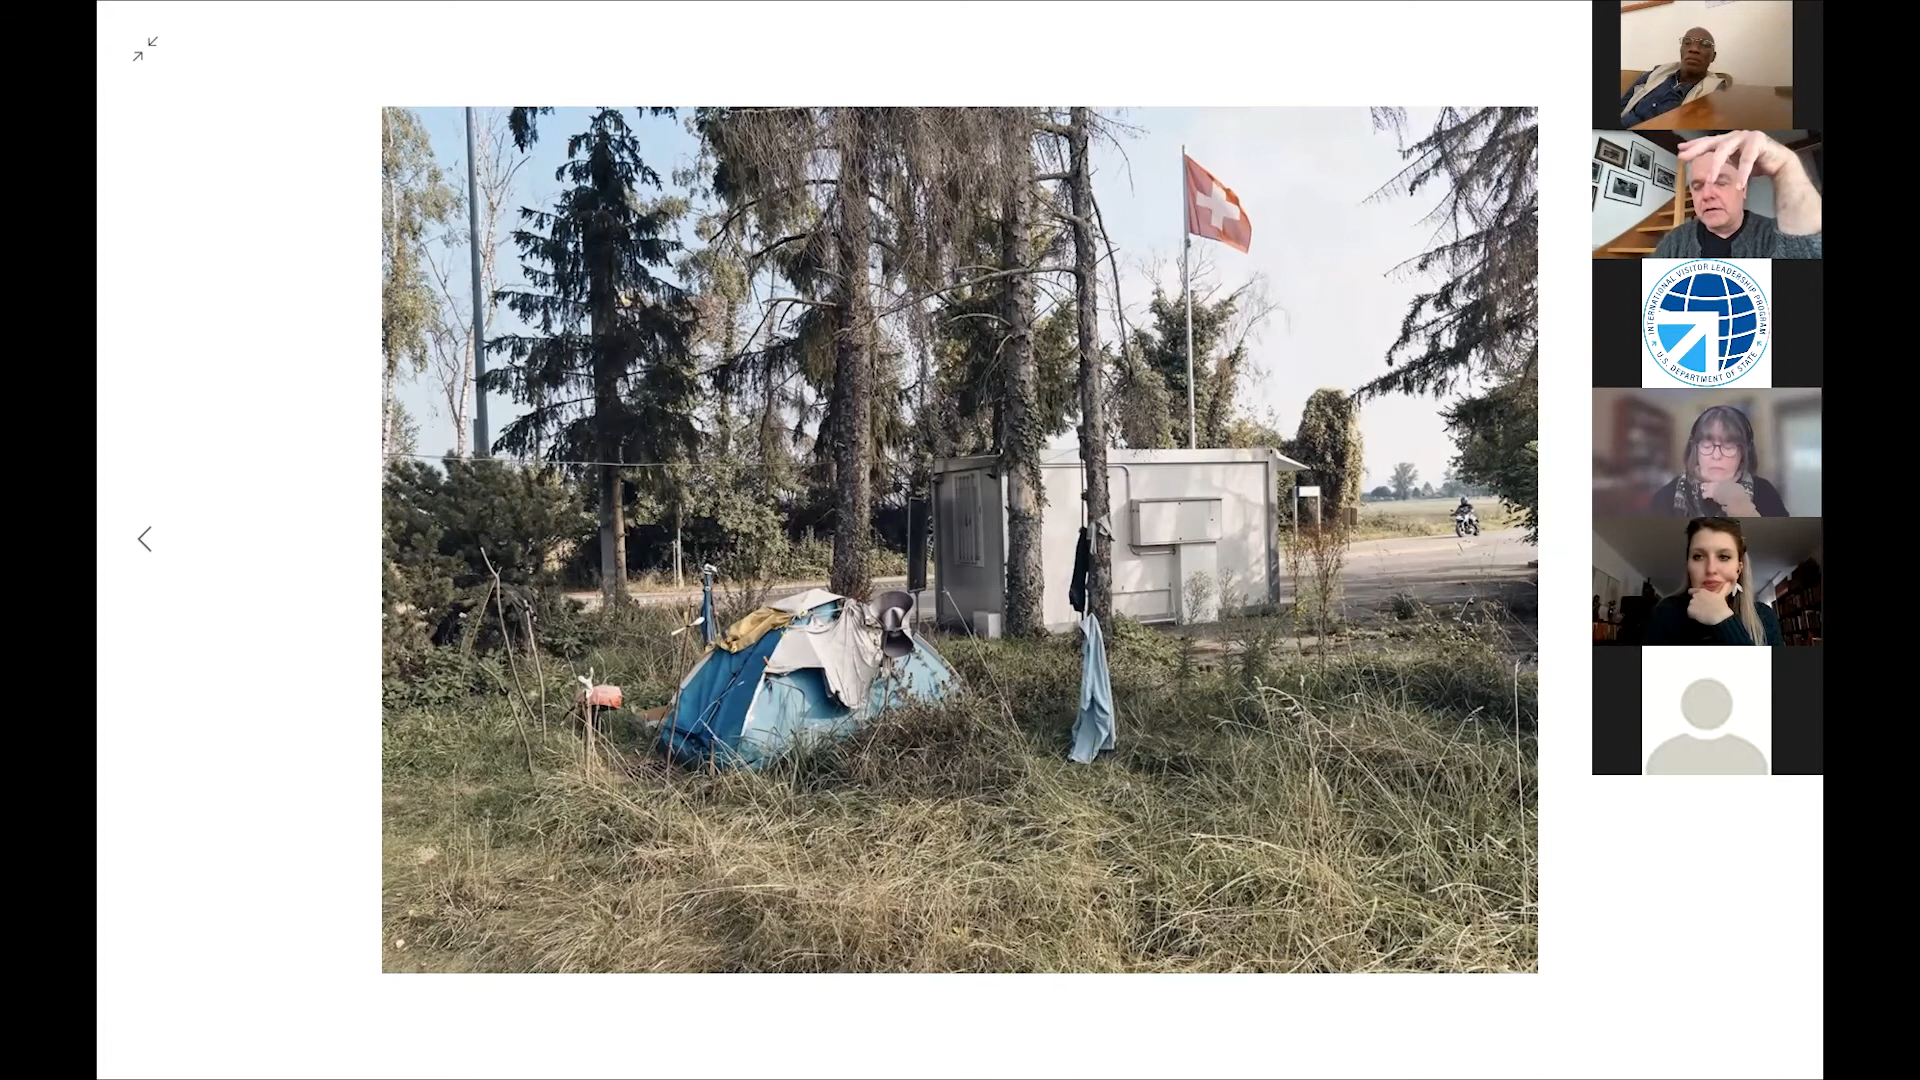 INTERNATIONAL VISITOR LEADERSHIP PROGRAM
U.S. DEPARTMENT OF STATE